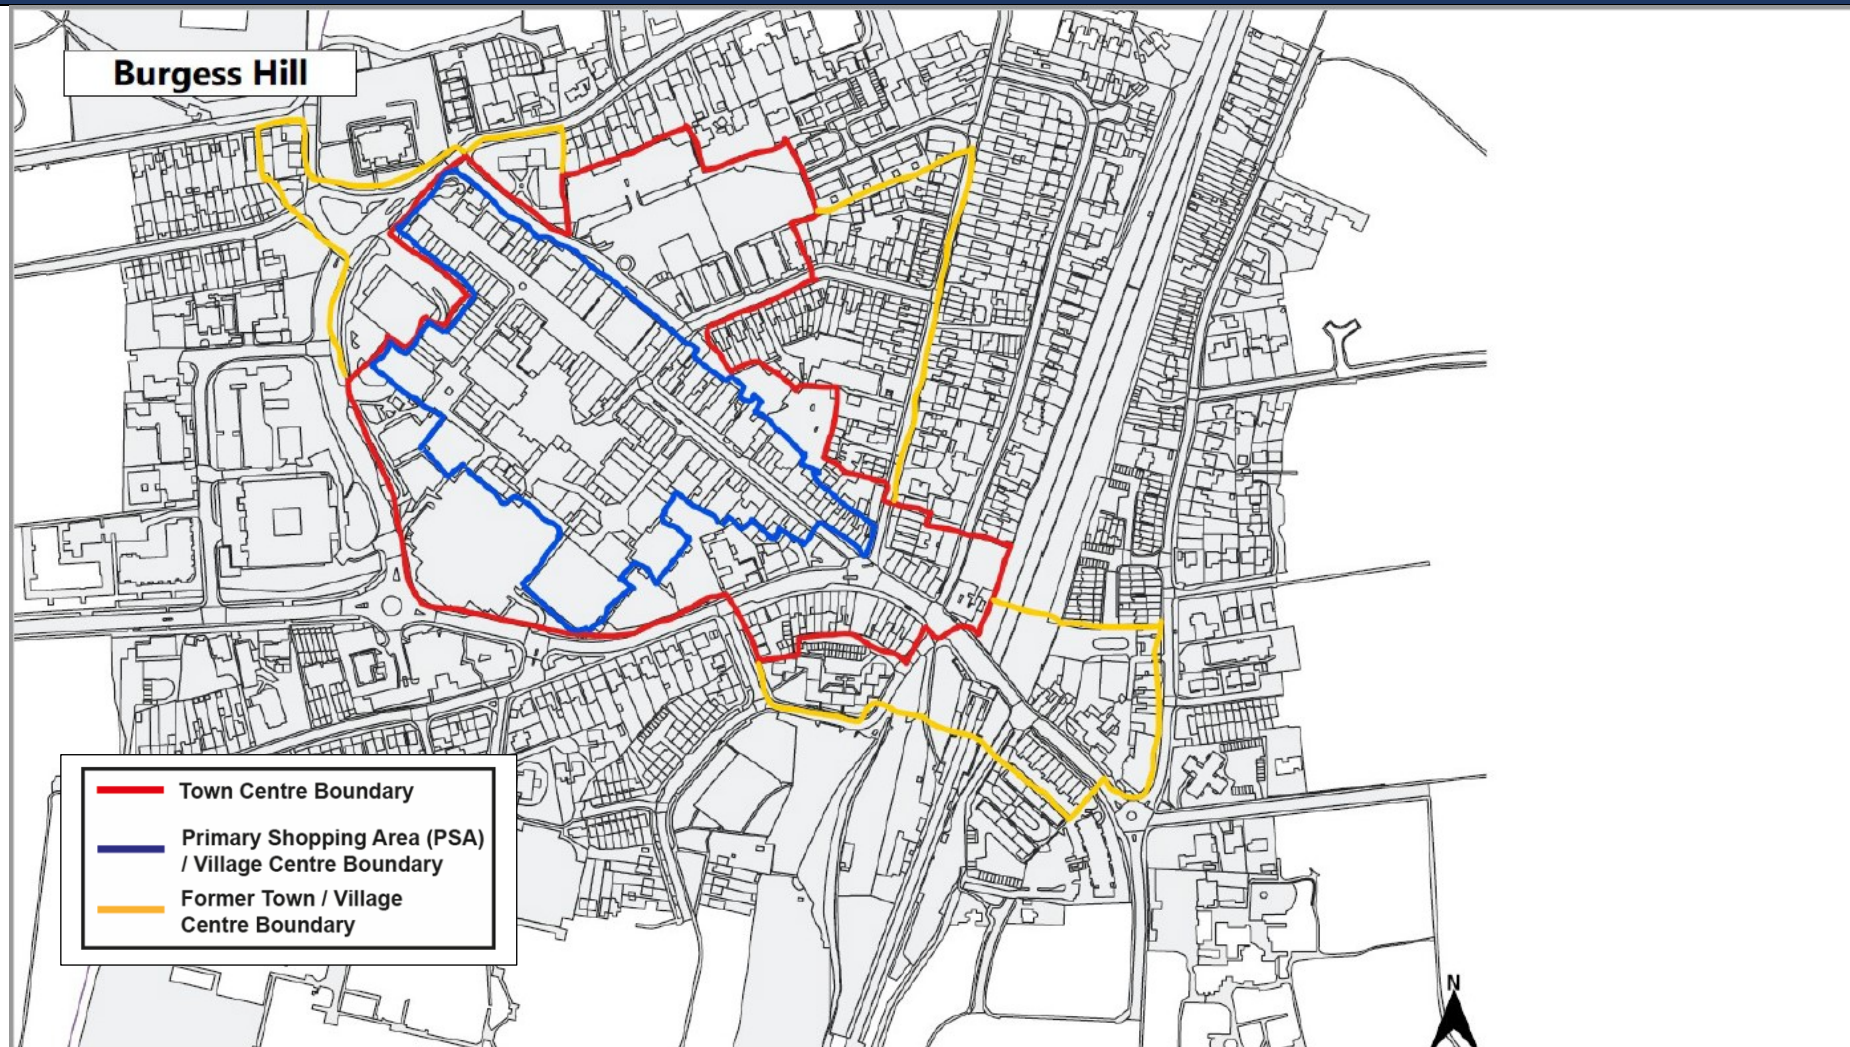 Burgess Hill
Town Centre Boundary
Primary Shopping Area (PSA)
/ Village Centre Boundary
Former Town / Village
Centre Boundary
N